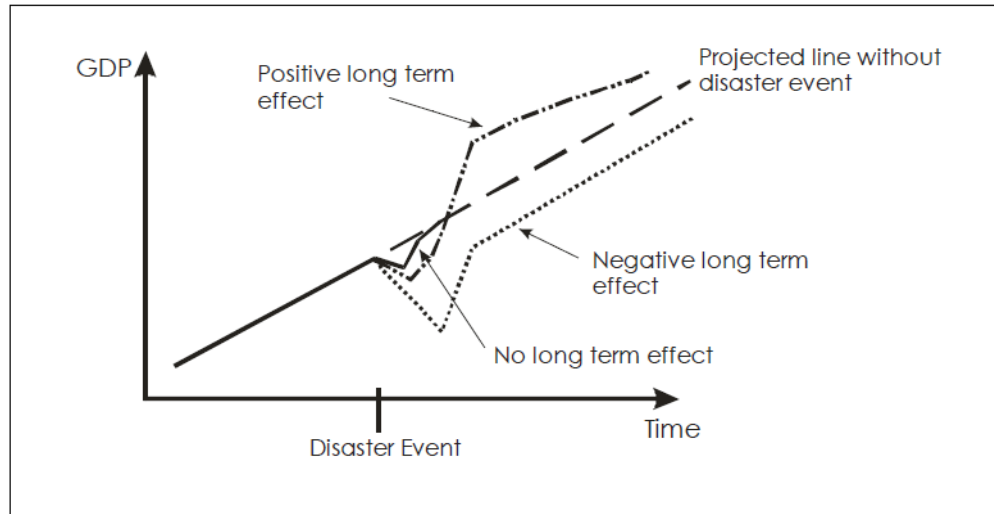 GDP
Positive long term
effect
Projected line without
disaster event
Negative long term
effect
No long term effect
Time
Disaster Event